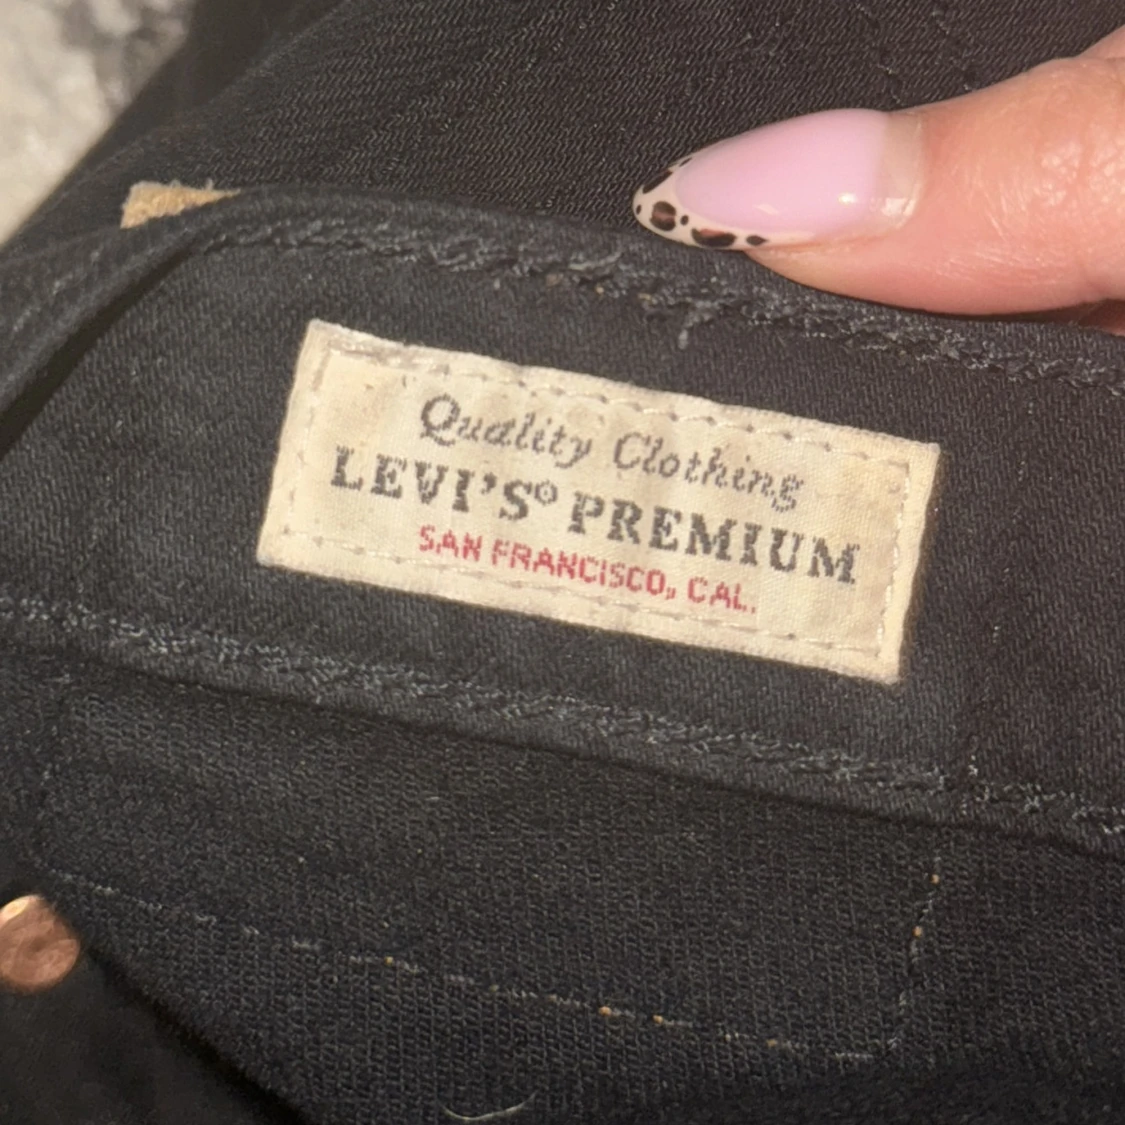 Quality Clothing
LEVI'S® PREMIUM
SAN FRANCISCO, CAL.